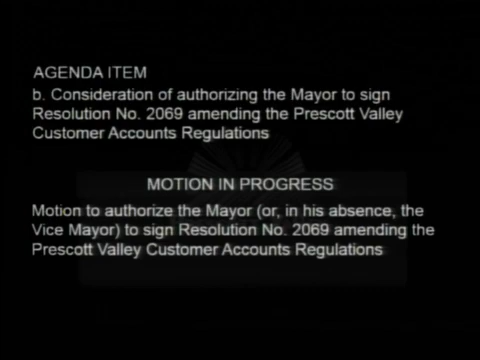 AGENDA ITEM
b. Consideration of authorizing the Mayor to sign
Resolution No. 2069 amending the Prescott Valley
Customer Accounts Regulations
MOTION IN PROGRESS
Motion to authorize the Mayor (or, in his absence, the
Vice Mayor) to sign Resolution No. 2069 amending the
Prescott Valley Customer Accounts Regulations